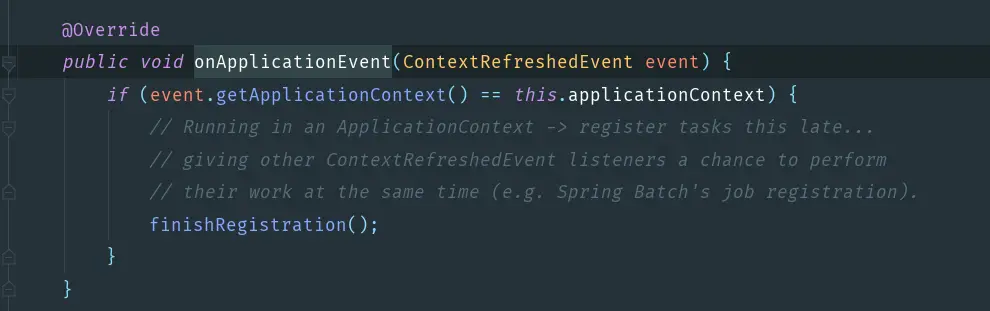 @Override
public void onApplicationEvent(ContextRefreshedEvent event) {
if (event.getApplicationContext() == this.applicationContext) {
// Running in an ApplicationContext -> register tasks this late...
// giving other ContextRefreshedEvent listeners a chance to perform
// their work at the same time (e.g. Spring Batch's job registration).
finishRegistration();
}
}